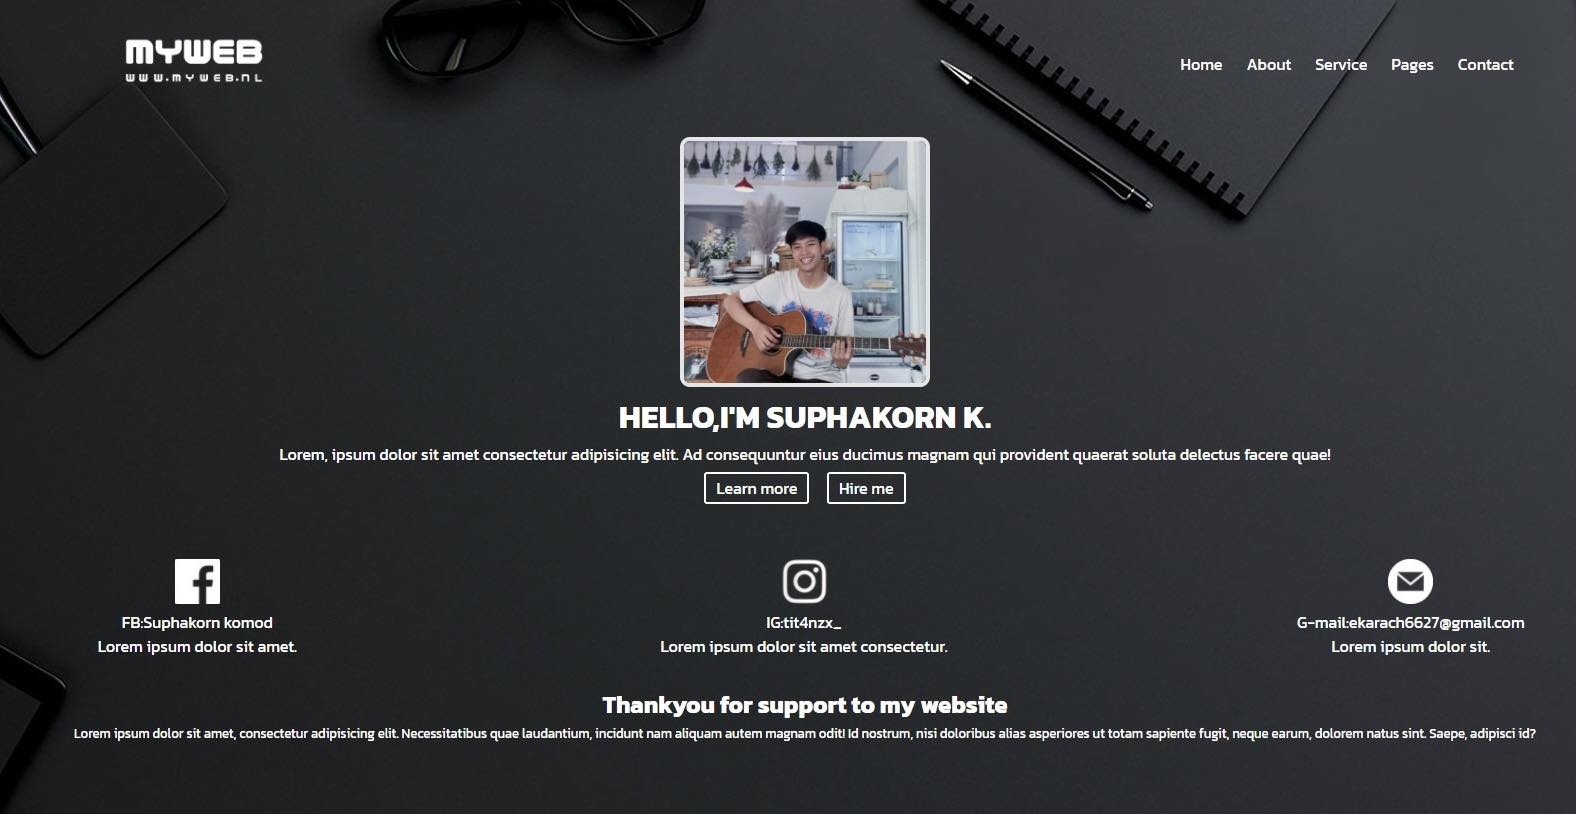 MYWEB
WWW.MYWEB.NL
Home About Service Pages Contact
HELLO,I'M SUPHAKORN K.
Lorem, ipsum dolor sit amet consectetur adipisicing elit. Ad consequuntur eius ducimus magnam qui provident quaerat soluta delectus facere quae!
Learn more Hire me
FB:Suphakorn komod
Lorem ipsum dolor sit amet.
IG:tit4nzx_
Lorem ipsum dolor sit amet consectetur.
G-mail:ekarach6627@gmail.com
Lorem ipsum dolor sit.
Thankyou for support to my website
Lorem ipsum dolor sit amet, consectetur adipisicing elit. Necessitatibus quae laudantium, incidunt nam aliquam autem magnam odit! Id nostrum, nisi doloribus alias asperiores ut totam sapiente fugit, neque earum, dolorem natus sint. Saepe, adipisci id?